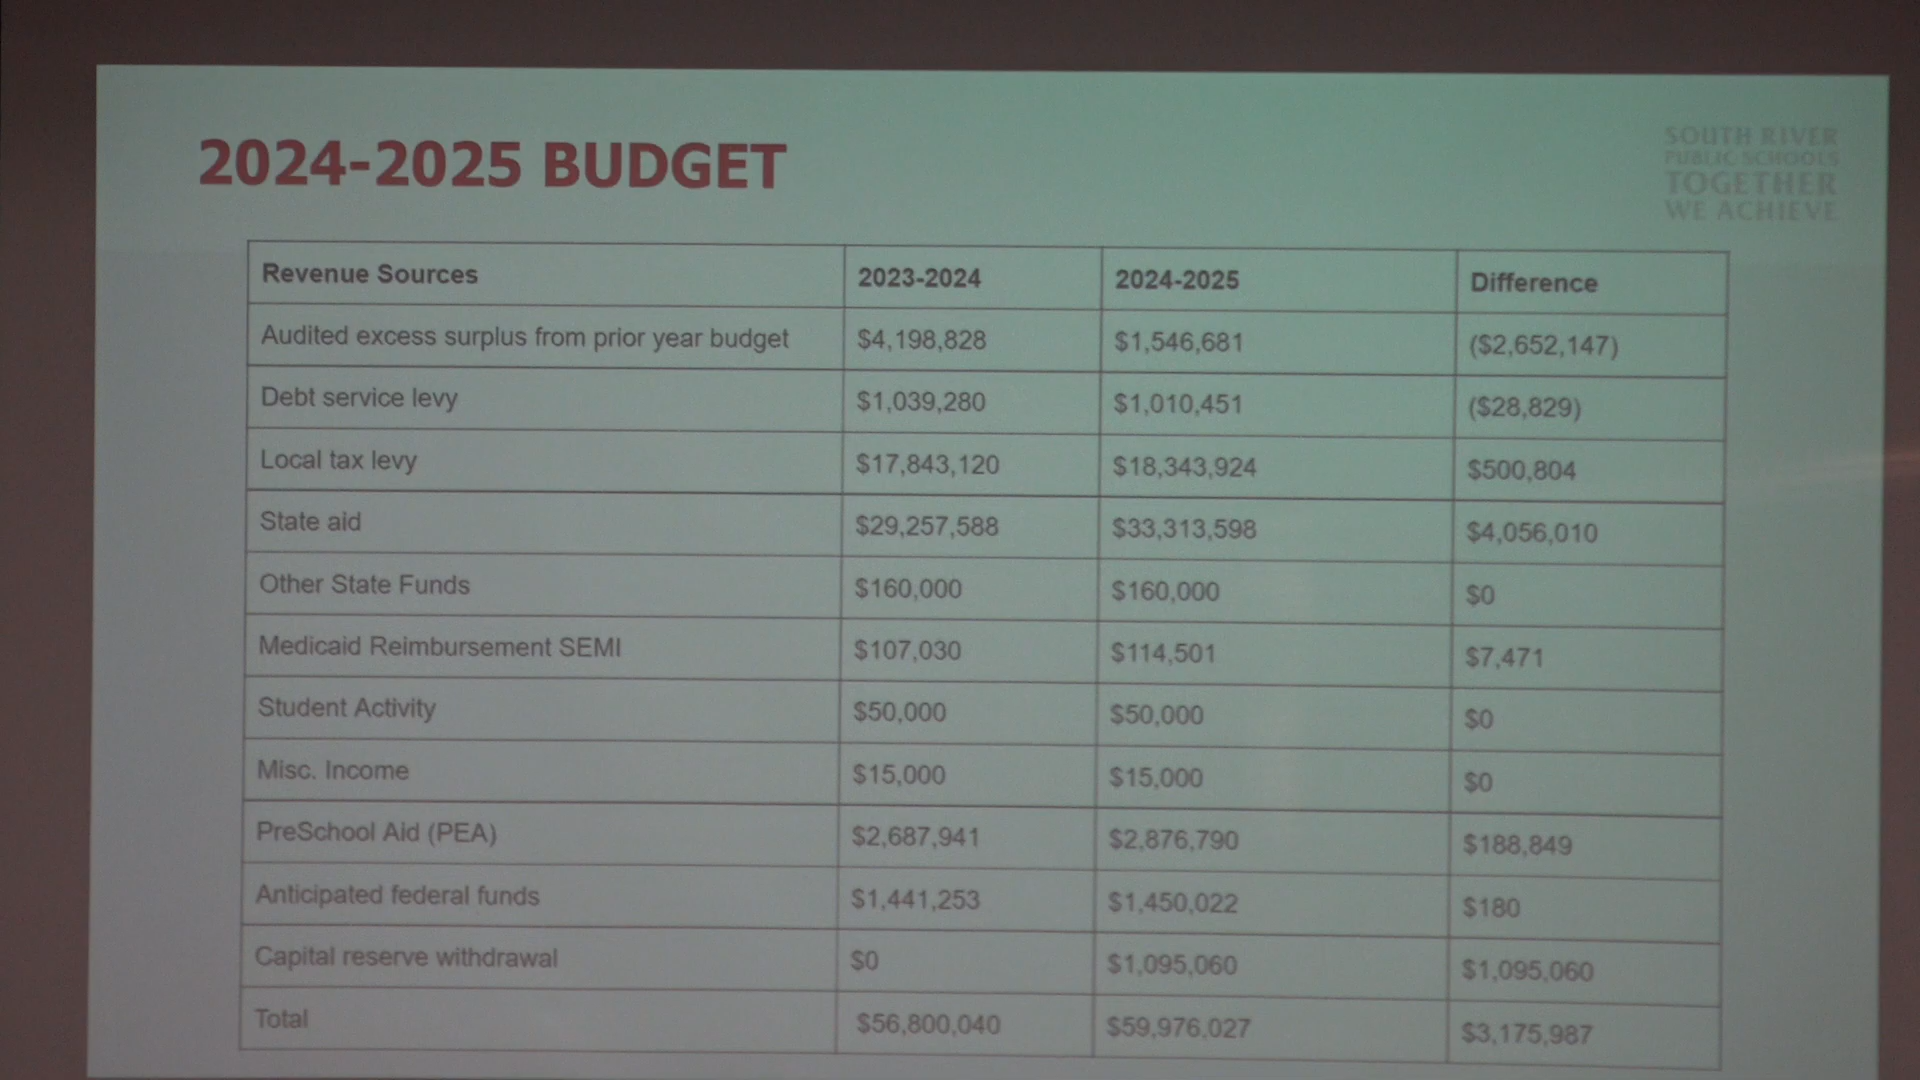 2024-2025 BUDGET
SOUTH RIVER
PUBLIC SCHOOLS
TOGETHER
WE ACHIEVE
Revenue Sources 2023-2024 2024-2025 Difference
Audited excess surplus from prior year budget $4,198,828 $1,546,681 ($2,652,147)
Debt service levy $1,039,280 $1,010,451 ($28,829)
Local tax levy $17,843,120 $18,343,924 $500,804
State aid $29,257,588 $33,313,598 $4,056,010
Other State Funds $160,000 $160,000 $0
Medicaid Reimbursement SEMI $107,030 $114,501 $7,471
Student Activity $50,000 $50,000 $0
Misc. Income $15,000 $15,000 $0
PreSchool Aid (PEA) $2,687,941 $2,876,790 $188,849
Anticipated federal funds $1,441,253 $1,450,022 $180
Capital reserve withdrawal $0 $1,095,060 $1,095,060
Total $56,800,040 $59,976,027 $3,175,987